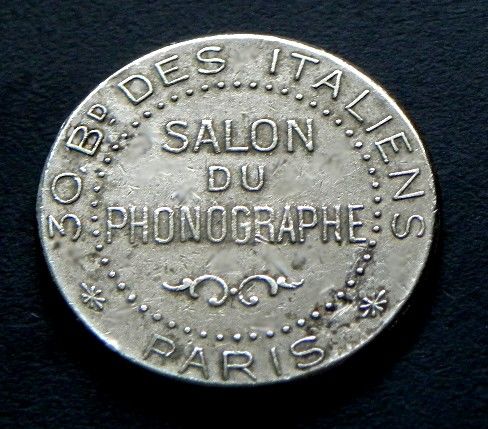 30 BD DES ITALIENS
SALON
DU
PHONOGRAPHE
* PARIS *